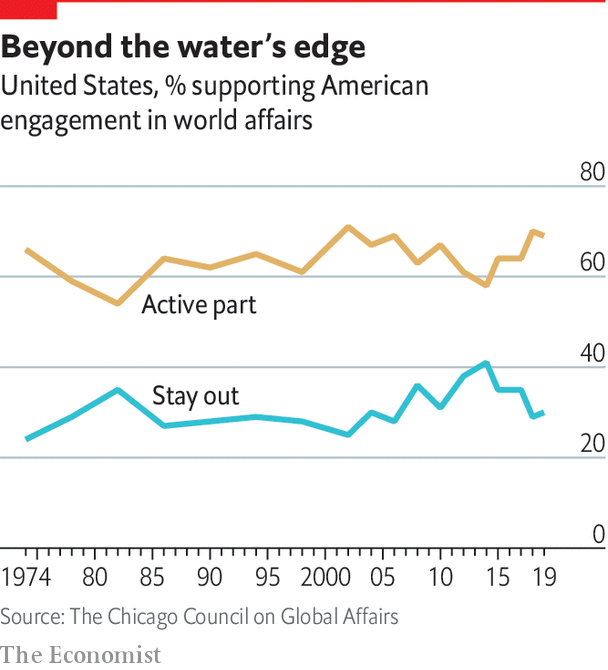 Beyond the water’s edge
United States, % supporting American
engagement in world affairs
80
60
Active part
40
Stay out
20
0
1974 80 85 90 95 2000 05 10 15 19
Source: The Chicago Council on Global Affairs
The Economist